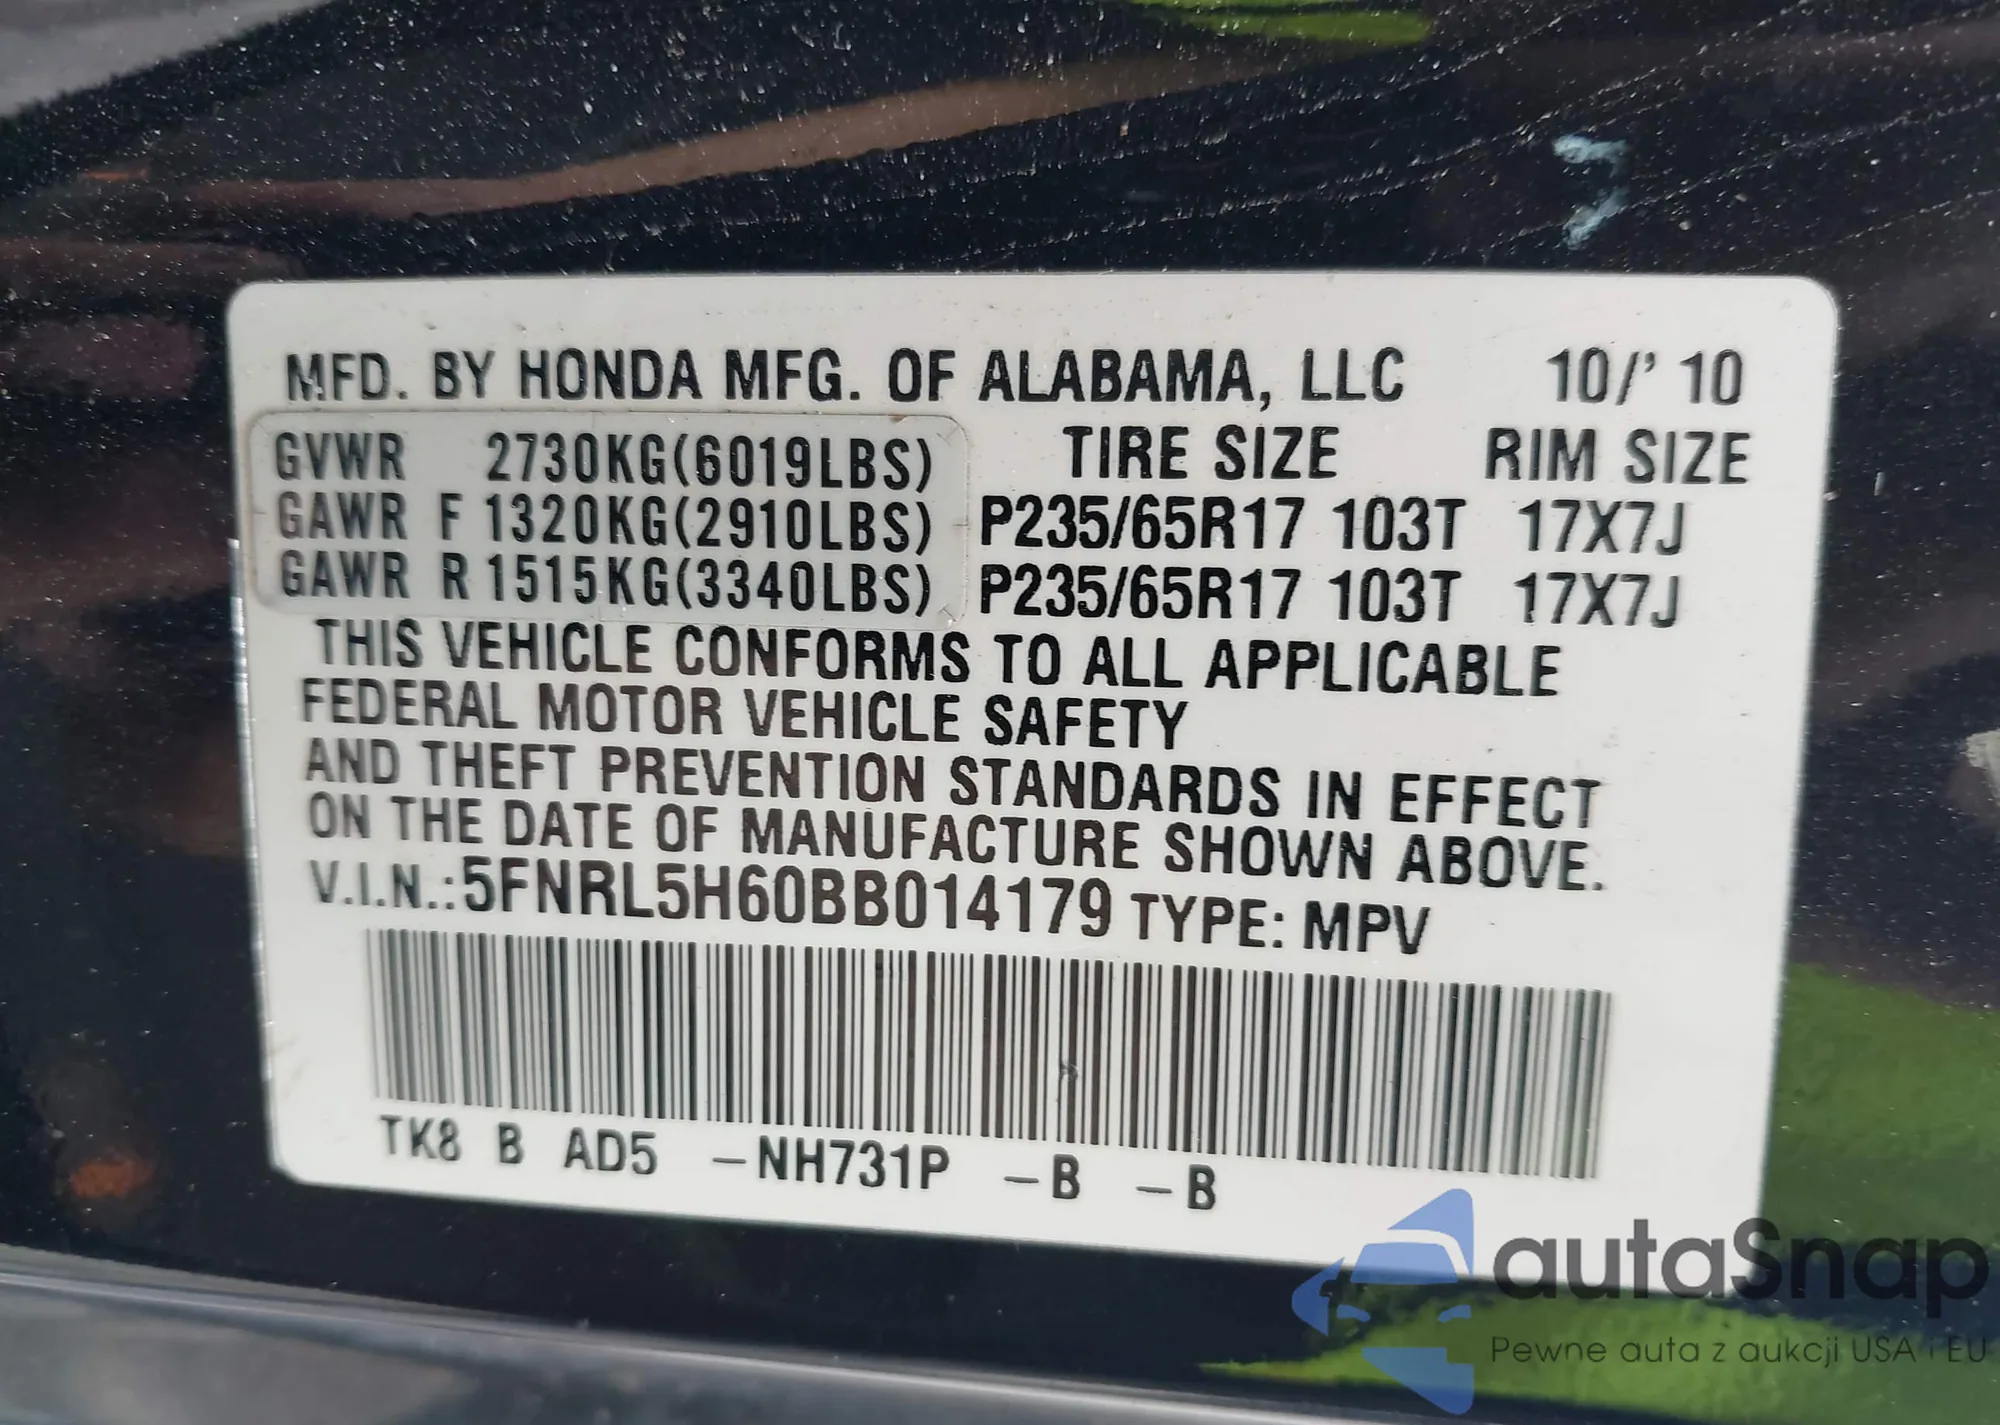 MFD. BY HONDA MFG. OF ALABAMA, LLC 10/'10
GVWR 2730KG(6019LBS) TIRE SIZE RIM SIZE
GAWR F 1320KG(2910LBS) P235/65R17 103T 17X7J
GAWR R 1515KG(3340LBS) P235/65R17 103T 17X7J
THIS VEHICLE CONFORMS TO ALL APPLICABLE
FEDERAL MOTOR VEHICLE SAFETY
AND THEFT PREVENTION STANDARDS IN EFFECT
ON THE DATE OF MANUFACTURE SHOWN ABOVE.
V.I.N.:5FNRL5H60BB014179 TYPE: MPV
TK8 B AD5 –NH731P –B –B
autaSnap
Pewne auta z aukcji USA i EU